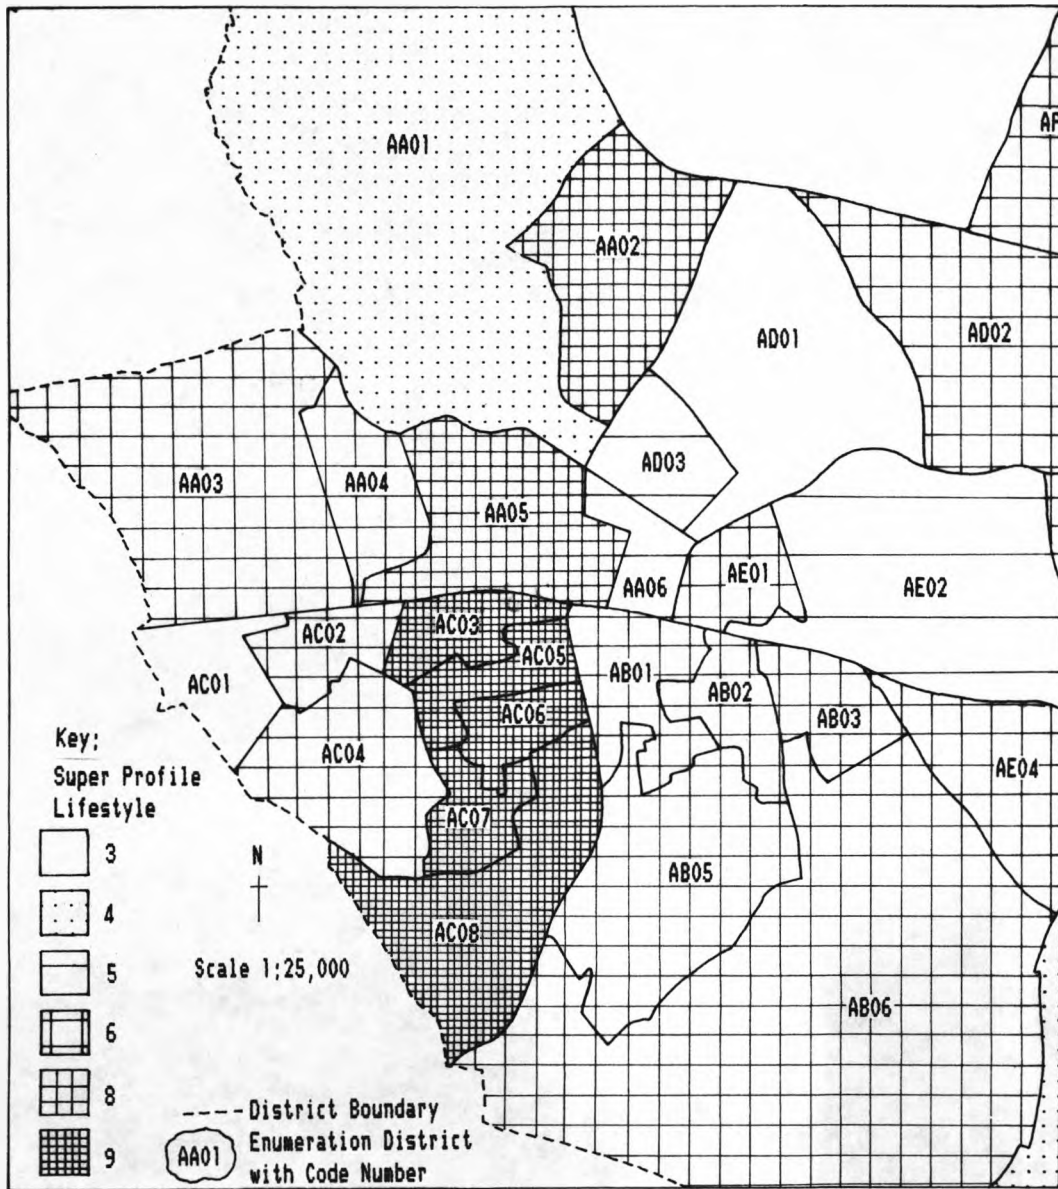 AA01
AF
AA02
AD01
AD02
AD03
AA03
AA04
AA05
AA06
AE01
AE02
AC02
AC03
AC05
AB01
AC01
AB02
AC06
AB03
AC04
AE04
AC07
AB05
AC08
AB06
Key:
Super Profile
Lifestyle
3
4
5
6
8
9
N
Scale 1:25,000
District Boundary
AA01
Enumeration District
with Code Number